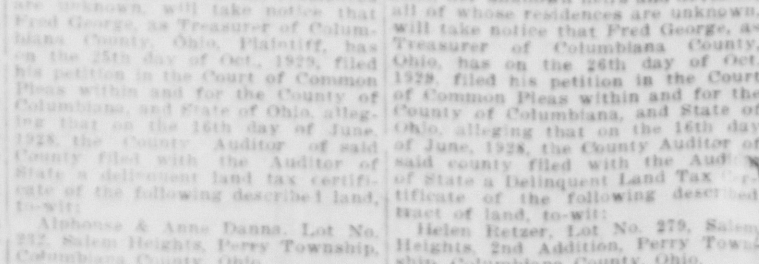 are unknown, will take notice that
Fred George, as Treasurer of Colum-
biana County, Ohio, Plaintiff, has
on the 25th day of Oct., 1929, filed
his petition in the Court of Common
Pleas within and for the County of
Columbiana, and State of Ohio, alleg-
ing that on the 16th day of June,
1928, the County Auditor of said
County filed with the Auditor of
State a delinquent land tax certifi-
cate of the following described land,
to-wit:
Alphonse & Anne Danna, Lot No.
Salem Heights, Perry Township,
Columbiana County, Ohio.
all of whose residences are unknown,
will take notice that Fred George, as
Treasurer of Columbiana County,
Ohio, has on the 26th day of Oct.
1929, filed his petition in the Court
of Common Pleas within and for the
County of Columbiana, and State of
Ohio, alleging that on the 16th day
of June, 1928, the County Auditor of
said county filed with the Aud
of State a Delinquent Land Tax
tificate of the following described
tract of land, to-wit:
Helen Retzer, Lot No. 279, Salem
Heights, 2nd Addition, Perry Town-
ship, Columbiana County, Ohio.